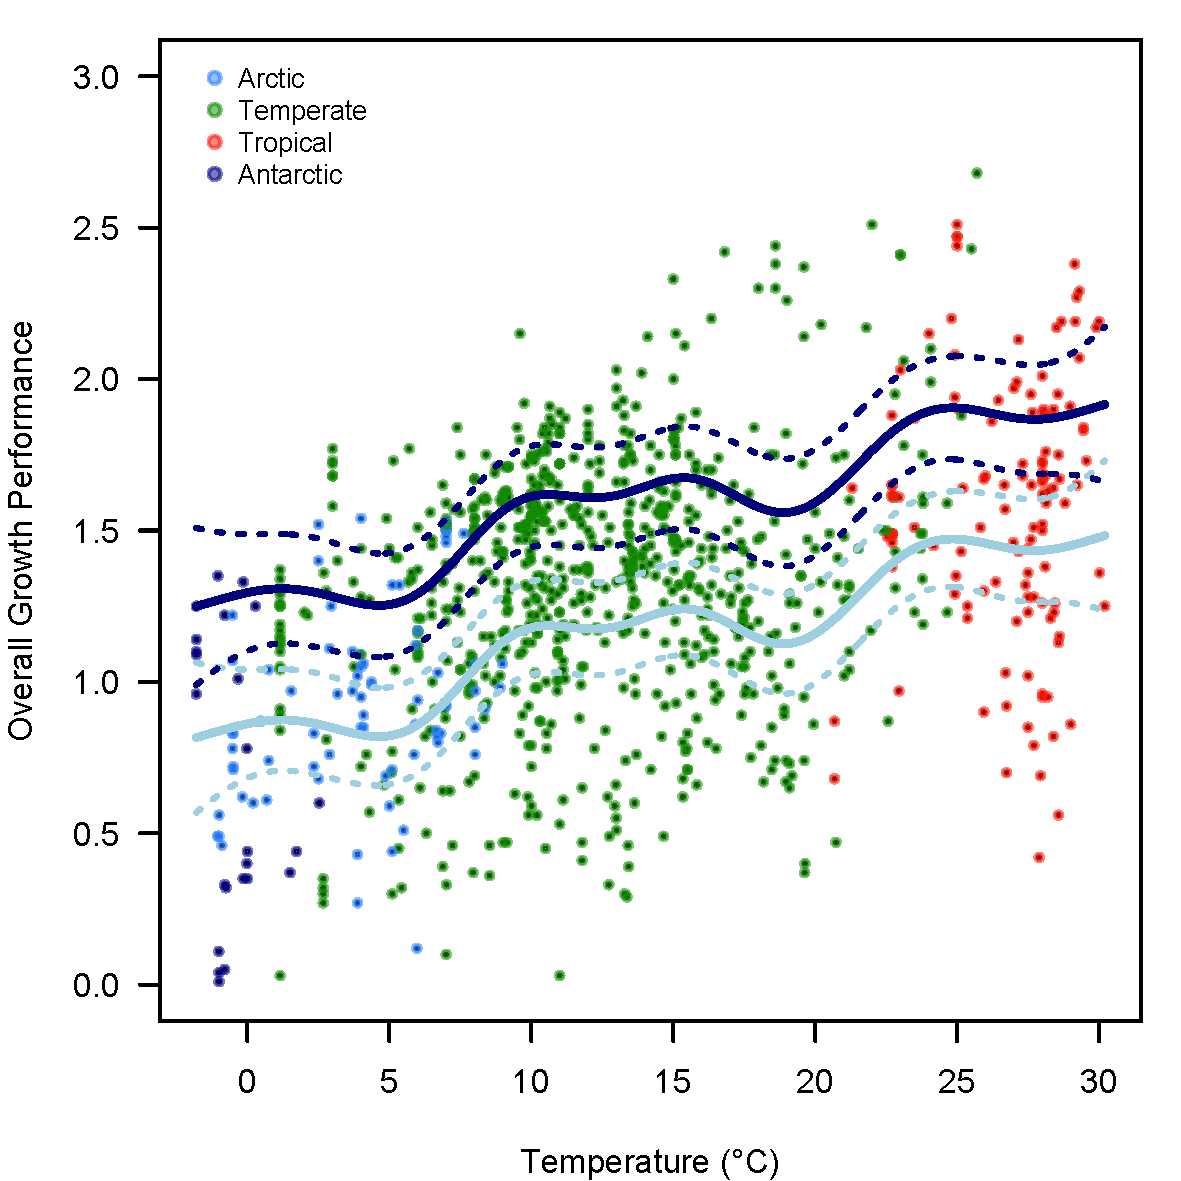 3.0
2.5
2.0
1.5
1.0
0.5
0.0
Overall Growth Performance
Arctic
Temperate
Tropical
Antarctic
0 5 10 15 20 25 30
Temperature (°C)